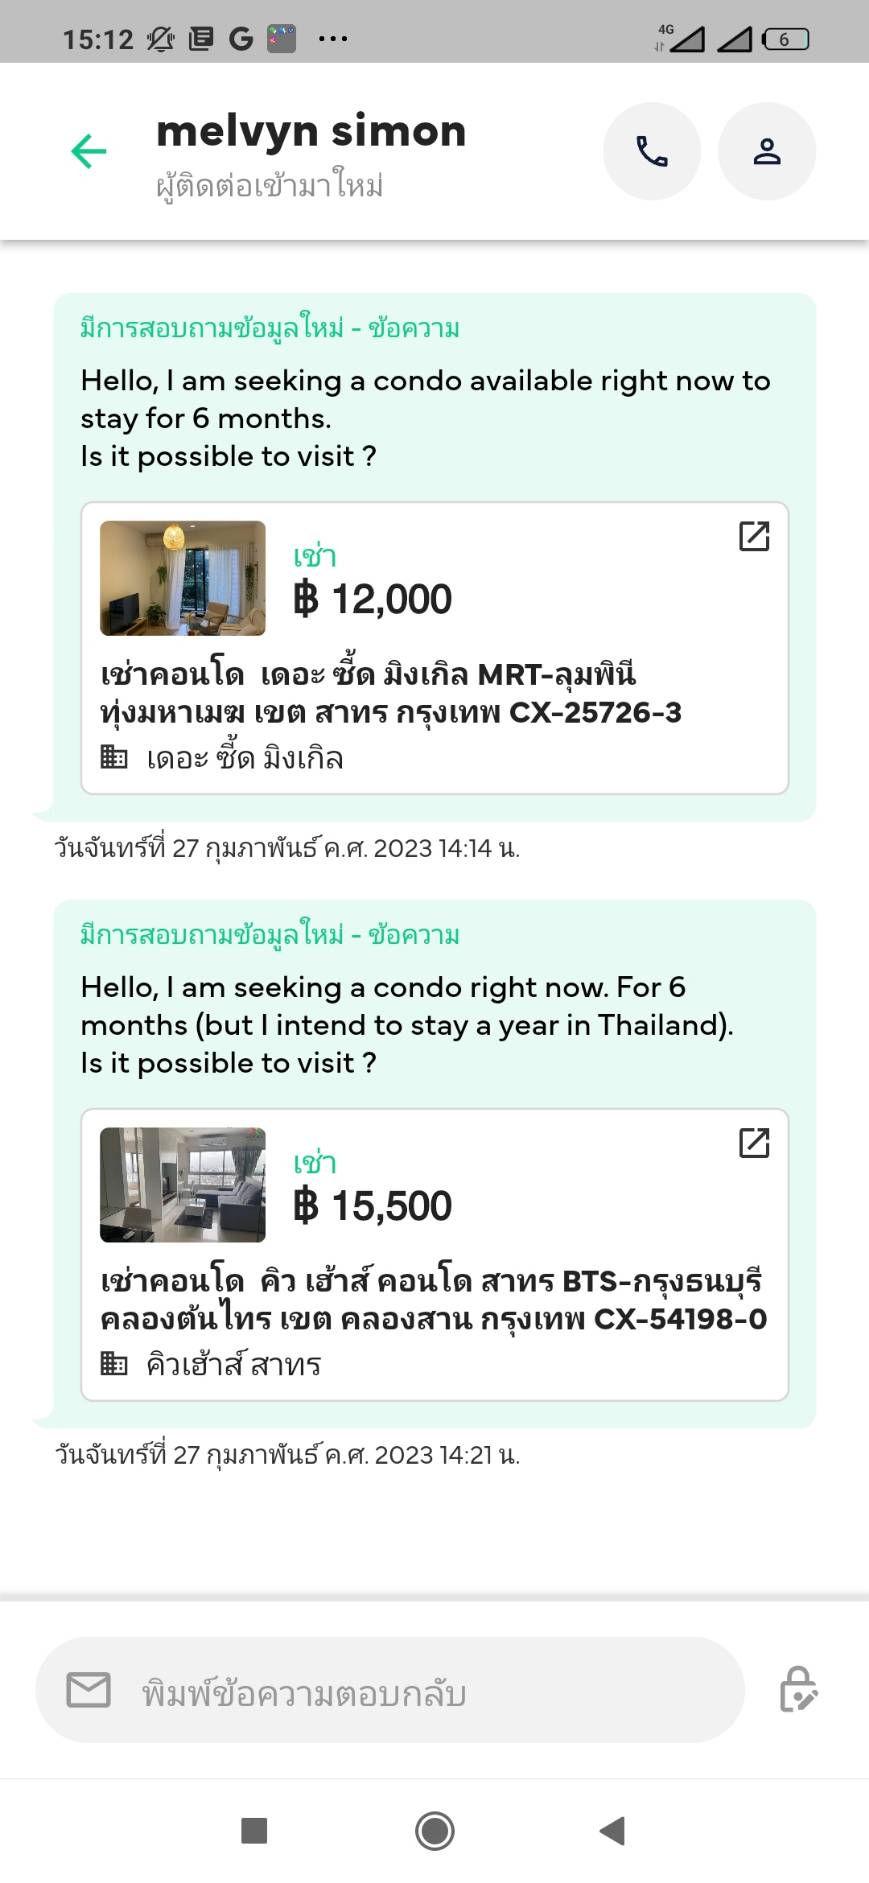 15:12
4G
6
melvyn simon
ผู้ติดต่อเข้ามาใหม่
มีการสอบถามข้อมูลใหม่ - ข้อความ
Hello, I am seeking a condo available right now to
stay for 6 months.
Is it possible to visit ?
เช่า
฿ 12,000
เช่าคอนโด เดอะ ซี้ด มิงเกิล MRT-ลุมพินี
ทุ่งมหาเมฆ เขต สาทร กรุงเทพ CX-25726-3
เดอะ ซี้ด มิงเกิล
วันจันทร์ที่ 27 กุมภาพันธ์ ค.ศ. 2023 14:14 น.
มีการสอบถามข้อมูลใหม่ - ข้อความ
Hello, I am seeking a condo right now. For 6
months (but I intend to stay a year in Thailand).
Is it possible to visit ?
เช่า
฿ 15,500
เช่าคอนโด คิว เฮ้าส์ คอนโด สาทร BTS-กรุงธนบุรี
คลองต้นไทร เขต คลองสาน กรุงเทพ CX-54198-0
คิวเฮ้าส์ สาทร
วันจันทร์ที่ 27 กุมภาพันธ์ ค.ศ. 2023 14:21 น.
พิมพ์ข้อความตอบกลับ